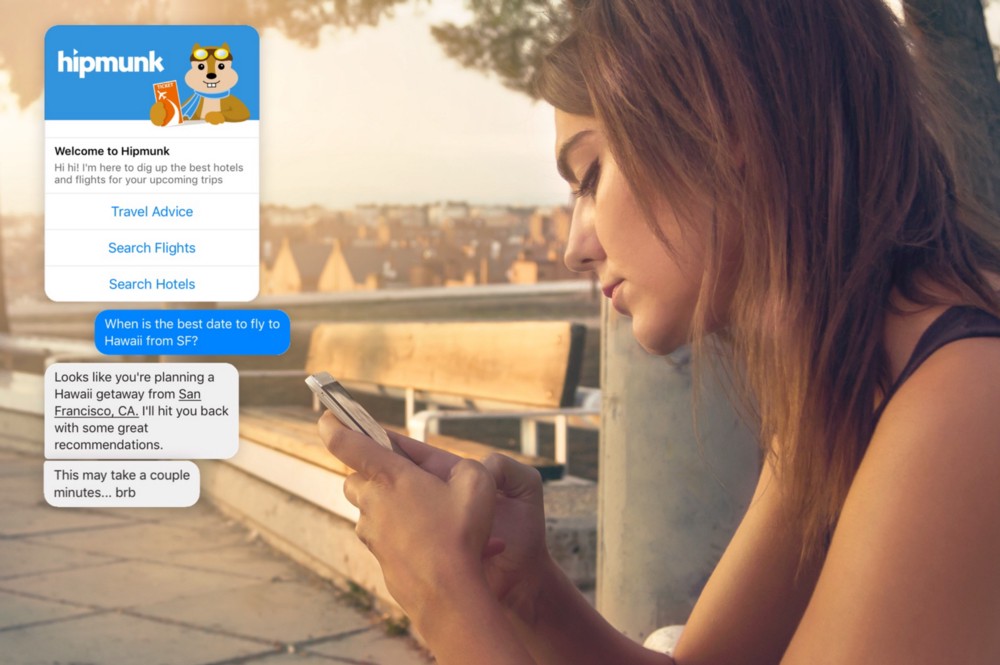 hipmunk
TICKET
Welcome to Hipmunk
Hi hi! I'm here to dig up the best hotels
and flights for your upcoming trips
Travel Advice
Search Flights
Search Hotels
When is the best date to fly to
Hawaii from SF?
Looks like you're planning a
Hawaii getaway from San
Francisco, CA. I'll hit you back
with some great
recommendations.
This may take a couple
minutes... brb